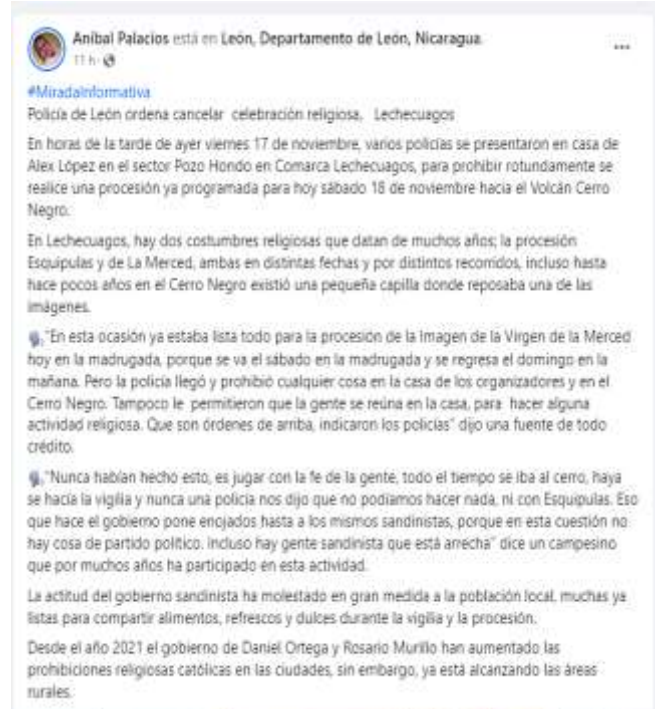 Aníbal Palacios está en León, Departamento de León, Nicaragua.
11 h ·
#MiradaInformativa
Policía de León ordena cancelar celebración religiosa, Lechecuagos
En horas de la tarde de ayer viernes 17 de noviembre, varios policías se presentaron en casa de
Alex López en el sector Pozo Hondo en Comarca Lechecuagos, para prohibir rotundamente se
realice una procesión ya programada para hoy sábado 18 de noviembre hacia el Volcán Cerro
Negro.
En Lechecuagos, hay dos costumbres religiosas que datan de muchos años; la procesión
Esquipulas y de La Merced, ambas en distintas fechas y por distintos recorridos, incluso hasta
hace pocos años en el Cerro Negro existió una pequeña capilla donde reposaba una de las
imágenes.
"En esta ocasión ya estaba lista todo para la procesión de la Imagen de la Virgen de la Merced
hoy en la madrugada, porque se va el sábado en la madrugada y se regresa el domingo en la
mañana. Pero la policía llegó y prohibió cualquier cosa en la casa de los organizadores y en el
Cerro Negro. Tampoco le permitieron que la gente se reúna en la casa, para hacer alguna
actividad religiosa. Que son órdenes de arriba, indicaron los policías" dijo una fuente de todo
crédito.
"Nunca habían hecho esto, es jugar con la fe de la gente, todo el tiempo se iba al cerro, haya
se hacía la vigilia y nunca una policía nos dijo que no podíamos hacer nada, ni con Esquipulas. Eso
que hace el gobierno pone enojados hasta a los mismos sandinistas, porque en esta cuestión no
hay cosa de partido político. Incluso hay gente sandinista que está arrecha" dice un campesino
que por muchos años ha participado en esta actividad.
La actitud del gobierno sandinista ha molestado en gran medida a la población local, muchas ya
listas para compartir alimentos, refrescos y dulces durante la vigilia y la procesión.
Desde el año 2021 el gobierno de Daniel Ortega y Rosario Murillo han aumentado las
prohibiciones religiosas católicas en las ciudades, sin embargo, ya está alcanzando las áreas
rurales.